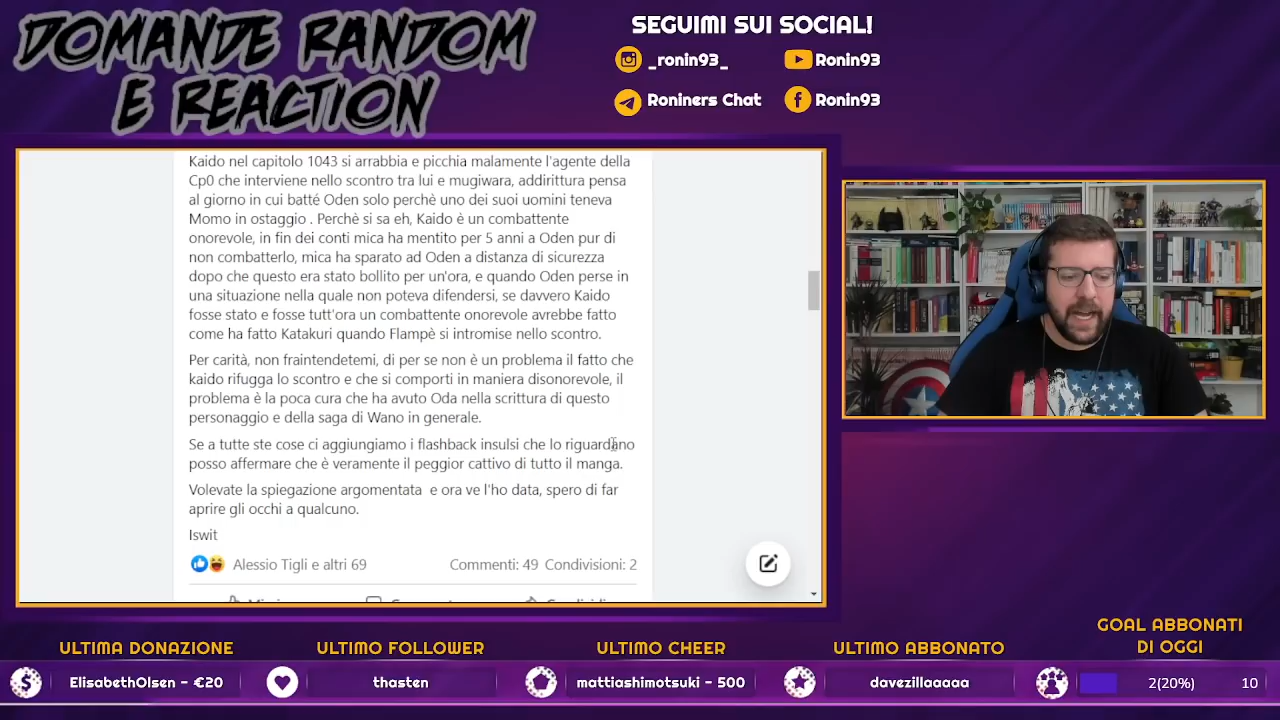 DOMANDE RANDOM
E REACTION
SEGUIMI SUI SOCIAL!
_ronin93_
Ronin93
Roniners Chat
Ronin93
Kaido nel capitolo 1043 si arrabbia e picchia malamente l'agente della
Cp0 che interviene nello scontro tra lui e mugiwara, addirittura pensa
al giorno in cui batté Oden solo perchè uno dei suoi uomini teneva
Momo in ostaggio . Perchè si sa eh, Kaido è un combattente
onorevole, in fin dei conti mica ha mentito per 5 anni a Oden pur di
non combatterlo, mica ha sparato ad Oden a distanza di sicurezza
dopo che questo era stato bollito per un'ora, e quando Oden perse in
una situazione nella quale non poteva difendersi, se davvero Kaido
fosse stato e fosse tutt'ora un combattente onorevole avrebbe fatto
come ha fatto Katakuri quando Flampè si intromise nello scontro.
Per carità, non fraintendetemi, di per se non è un problema il fatto che
kaido rifugga lo scontro e che si comporti in maniera disonorevole, il
problema è la poca cura che ha avuto Oda nella scrittura di questo
personaggio e della saga di Wano in generale.
Se a tutte ste cose ci aggiungiamo i flashback insulsi che lo riguardano
posso affermare che è veramente il peggior cattivo di tutto il manga.
Volevate la spiegazione argomentata e ora ve l'ho data, spero di far
aprire gli occhi a qualcuno.
Iswit
Alessio Tigli e altri 69
Commenti: 49 Condivisioni: 2
GOAL ABBONATI
DI OGGI
ULTIMA DONAZIONE
ULTIMO FOLLOWER
ULTIMO CHEER
ULTIMO ABBONATO
ElisabethOlsen - €20
thasten
mattiashimotsuki - 500
davezillaaaaa
2(20%)
10